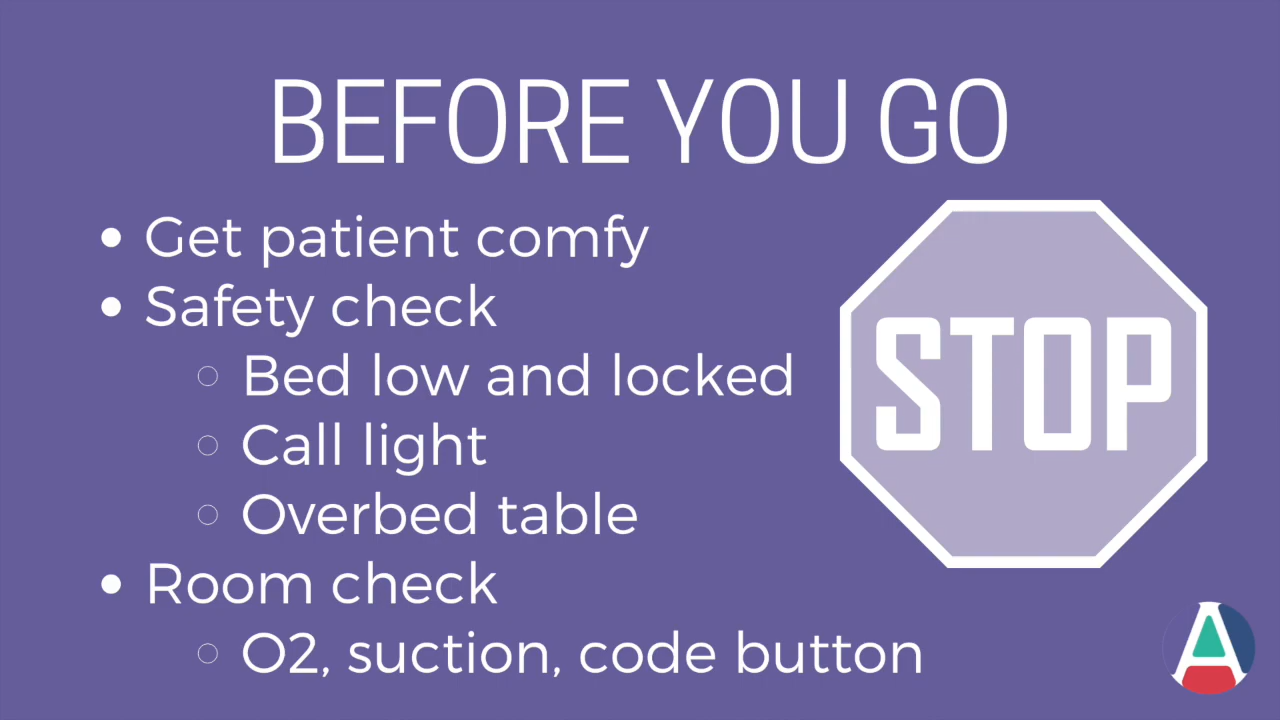 BEFORE YOU GO
• Get patient comfy
• Safety check
○ Bed low and locked
○ Call light
○ Overbed table
• Room check
○ O2, suction, code button
STOP
A